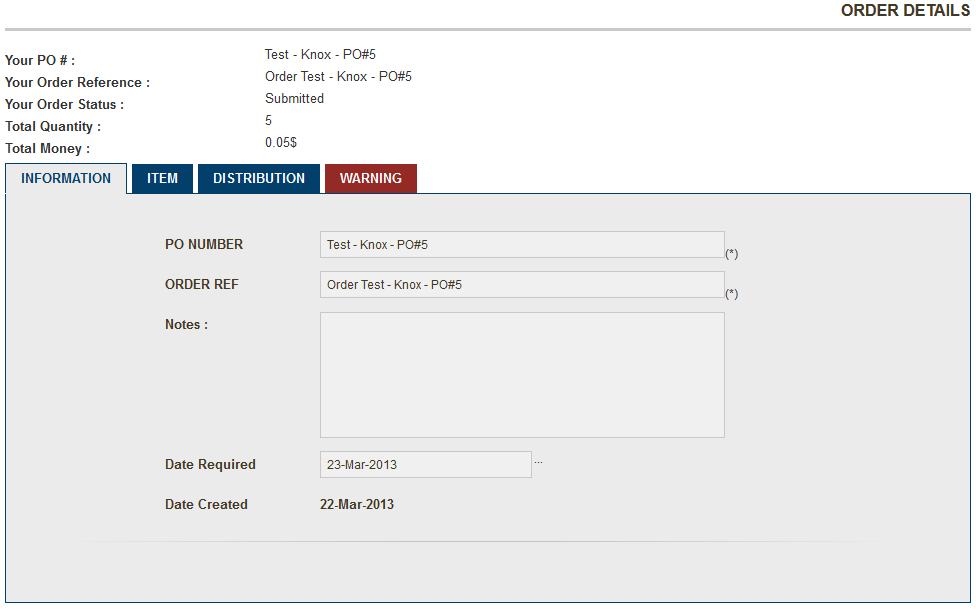 ORDER DETAILS
Your PO # : Test - Knox - PO#5
Your Order Reference : Order Test - Knox - PO#5
Your Order Status : Submitted
Total Quantity : 5
Total Money : 0.05$
INFORMATION ITEM DISTRIBUTION WARNING
PO NUMBER Test - Knox - PO#5 (*)
ORDER REF Order Test - Knox - PO#5 (*)
Notes :
Date Required 23-Mar-2013 ...
Date Created 22-Mar-2013